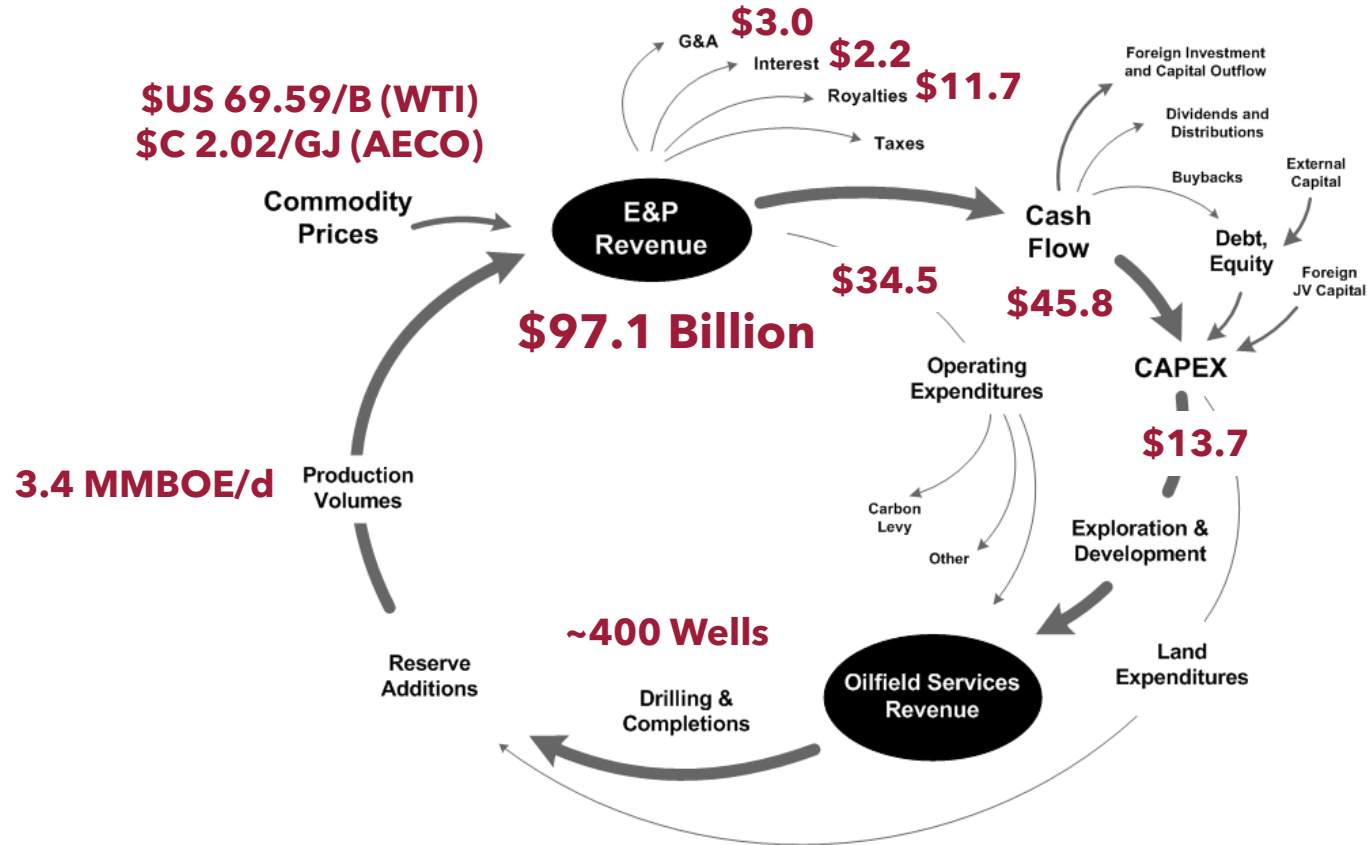 G&A
$3.0
Interest
$2.2
Royalties
$11.7
Taxes
Foreign Investment
and Capital Outflow
Dividends and
Distributions
Buybacks
External
Capital
$US 69.59/B (WTI)
$C 2.02/GJ (AECO)
Commodity
Prices
E&P
Revenue
$97.1 Billion
Cash
Flow
$45.8
Debt,
Equity
Foreign
JV Capital
$34.5
Operating
Expenditures
CAPEX
$13.7
3.4 MMBOE/d
Production
Volumes
Carbon
Levy
Other
Exploration &
Development
~400 Wells
Reserve
Additions
Drilling &
Completions
Oilfield Services
Revenue
Land
Expenditures